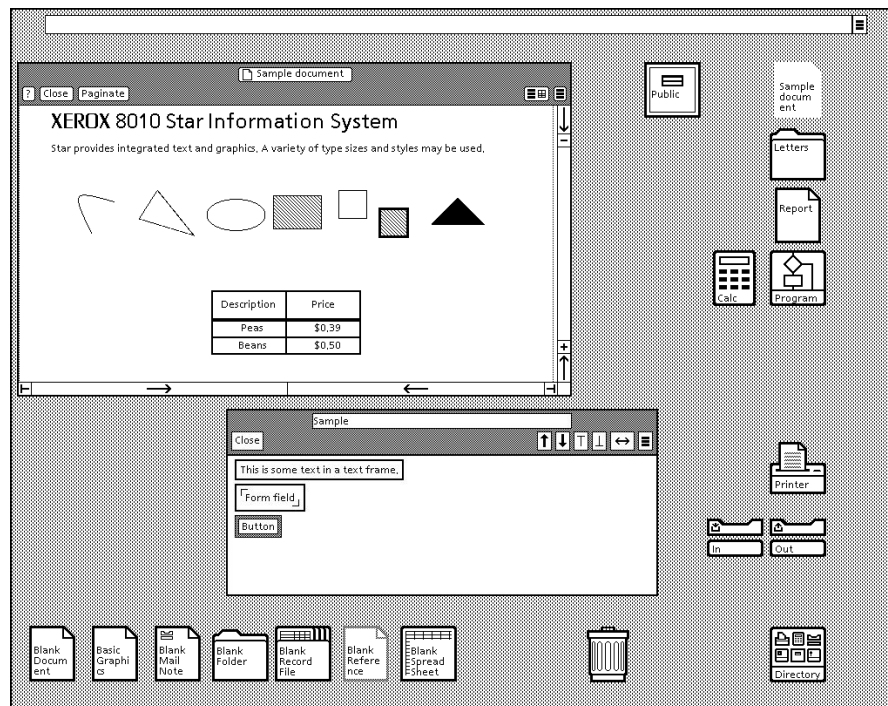 Sample document
? Close Paginate
XEROX 8010 Star Information System
Star provides integrated text and graphics. A variety of type sizes and styles may be used.
Description Price
Peas $0.39
Beans $0.50
Public
Sample
docum
ent
Letters
Report
Calc
Program
Sample
Close
This is some text in a text frame.
Form field
Button
Printer
In
Out
Blank
Docum
ent
Basic
Graphi
cs
Blank
Mail
Note
Blank
Folder
Blank
Record
File
Blank
Refere
nce
Blank
Spread
Sheet
Directory